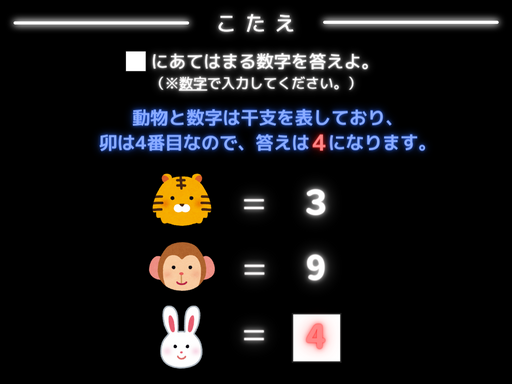 こたえ
■にあてはまる数字を答えよ。
（※数字で入力してください。）
動物と数字は干支を表しており、
卯は4番目なので、答えは4になります。
＝ 3
＝ 9
＝ 4